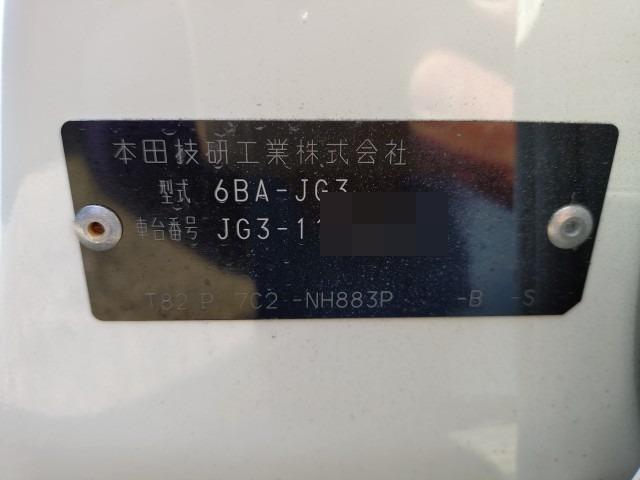 本田技研工業株式会社
型式 6BA-JG3
車台番号 JG3-11
T82 P 7C2 -NH883P -B -S